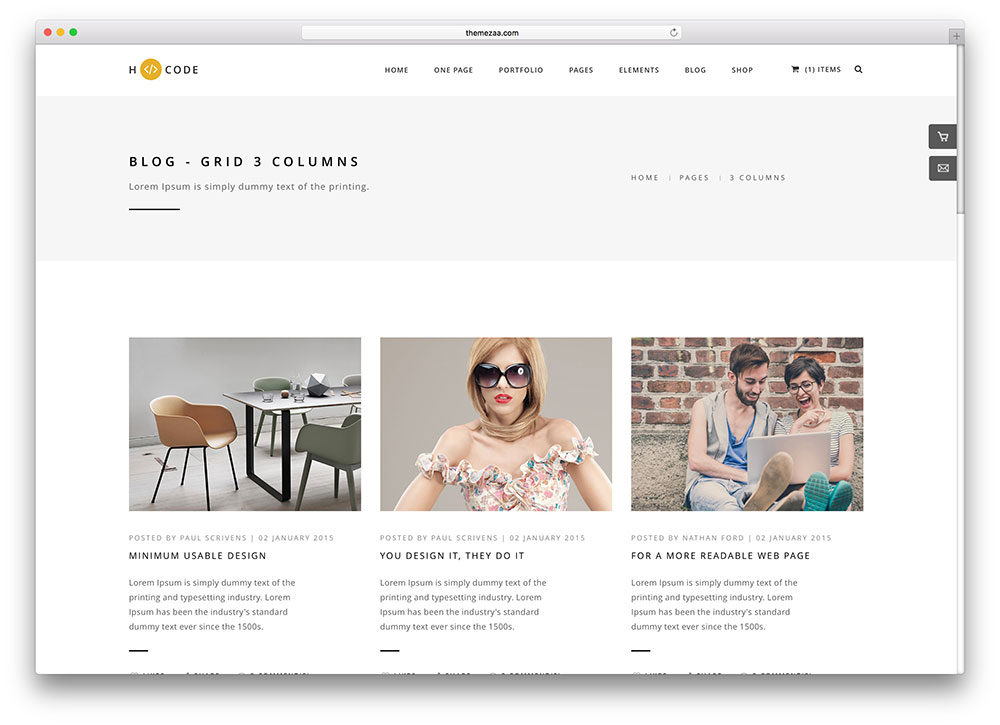 themezaa.com
H </> CODE
HOME ONE PAGE PORTFOLIO PAGES ELEMENTS BLOG SHOP (1) ITEMS
BLOG - GRID 3 COLUMNS
Lorem Ipsum is simply dummy text of the printing.
HOME | PAGES | 3 COLUMNS
POSTED BY PAUL SCRIVENS | 02 JANUARY 2015
MINIMUM USABLE DESIGN
Lorem Ipsum is simply dummy text of the
printing and typesetting industry. Lorem
Ipsum has been the industry's standard
dummy text ever since the 1500s.
POSTED BY PAUL SCRIVENS | 02 JANUARY 2015
YOU DESIGN IT, THEY DO IT
Lorem Ipsum is simply dummy text of the
printing and typesetting industry. Lorem
Ipsum has been the industry's standard
dummy text ever since the 1500s.
POSTED BY NATHAN FORD | 02 JANUARY 2015
FOR A MORE READABLE WEB PAGE
Lorem Ipsum is simply dummy text of the
printing and typesetting industry. Lorem
Ipsum has been the industry's standard
dummy text ever since the 1500s.